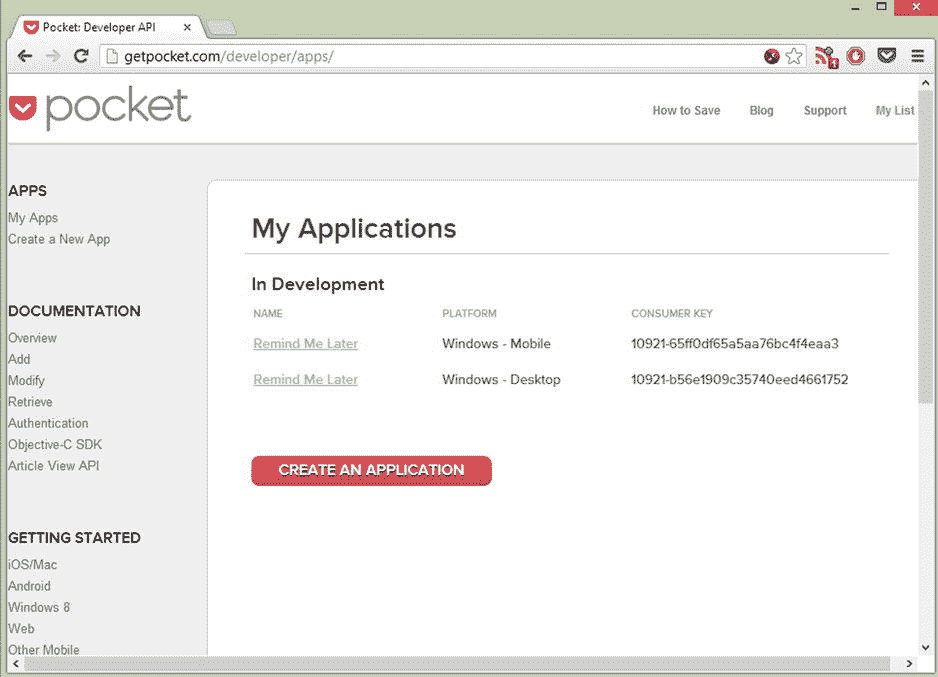 Pocket: Developer API
getpocket.com/developer/apps/
1
pocket
How to Save Blog Support My List
APPS
My Apps
Create a New App
DOCUMENTATION
Overview
Add
Modify
Retrieve
Authentication
Objective-C SDK
Article View API
GETTING STARTED
iOS/Mac
Android
Windows 8
Web
Other Mobile
My Applications
In Development
NAME PLATFORM CONSUMER KEY
Remind Me Later Windows - Mobile 10921-65ff0df65a5aa76bc4f4eaa3
Remind Me Later Windows - Desktop 10921-b56e1909c35740eed4661752
CREATE AN APPLICATION